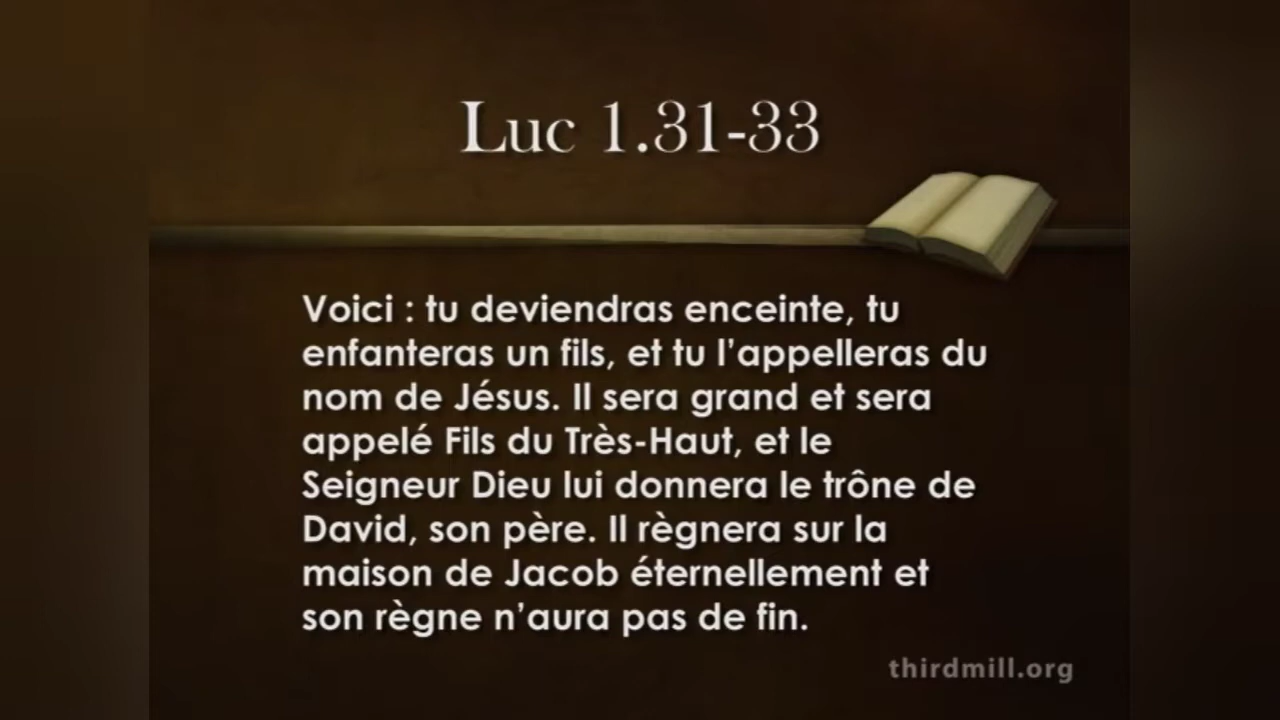 Luc 1.31-33
Voici : tu deviendras enceinte, tu
enfanteras un fils, et tu l’appelleras du
nom de Jésus. Il sera grand et sera
appelé Fils du Très-Haut, et le
Seigneur Dieu lui donnera le trône de
David, son père. Il règnera sur la
maison de Jacob éternellement et
son règne n’aura pas de fin.
thirdmill.org